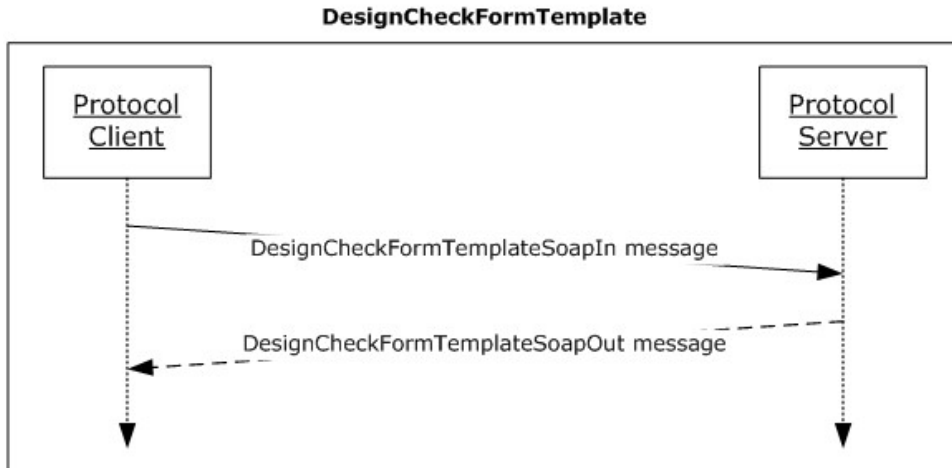 DesignCheckFormTemplate
Protocol
Client
Protocol
Server
DesignCheckFormTemplateSoapIn message
DesignCheckFormTemplateSoapOut message